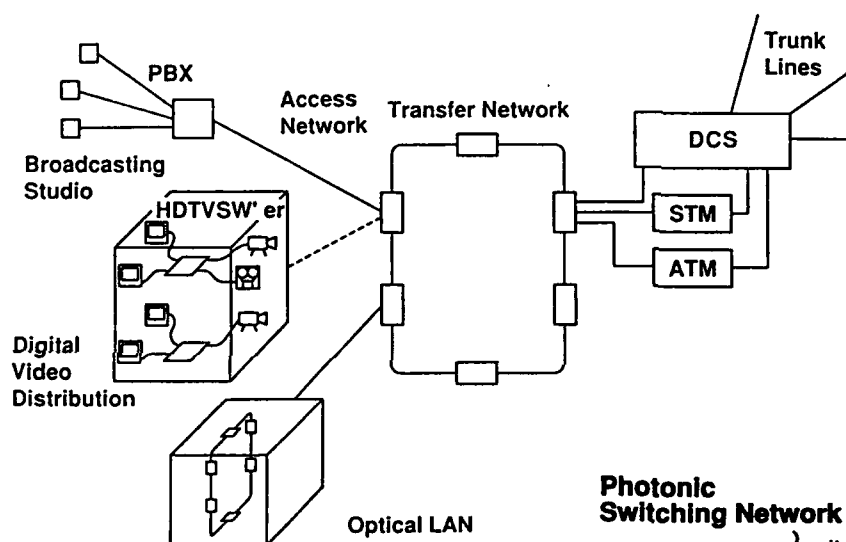 PBX
Access
Network
Transfer Network
Trunk
Lines
DCS
Broadcasting
Studio
HDTVSW' er
STM
ATM
Digital
Video
Distribution
Optical LAN
Photonic
Switching Network